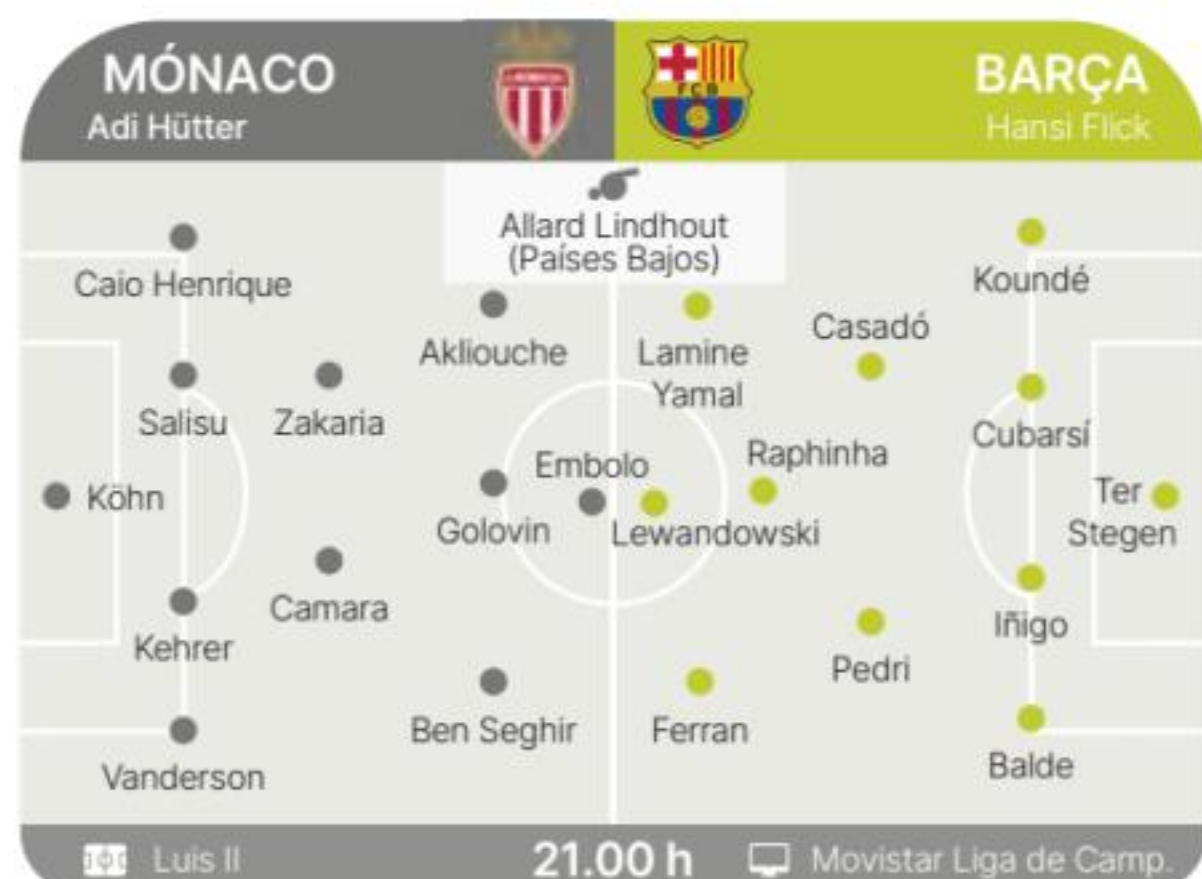 MÓNACO
Adi Hütter
BARÇA
Hansi Flick
FCB
Allard Lindhout
(Países Bajos)
Caio Henrique
Akliouche
Lamine
Yamal
Casadó
Koundé
Salisu
Zakaria
Cubarsí
Köhn
Golovin
Embolo
Lewandowski
Raphinha
Ter
Stegen
Kehrer
Camara
Iñigo
Pedri
Vanderson
Ben Seghir
Ferran
Balde
Luis II
21.00 h
Movistar Liga de Camp.